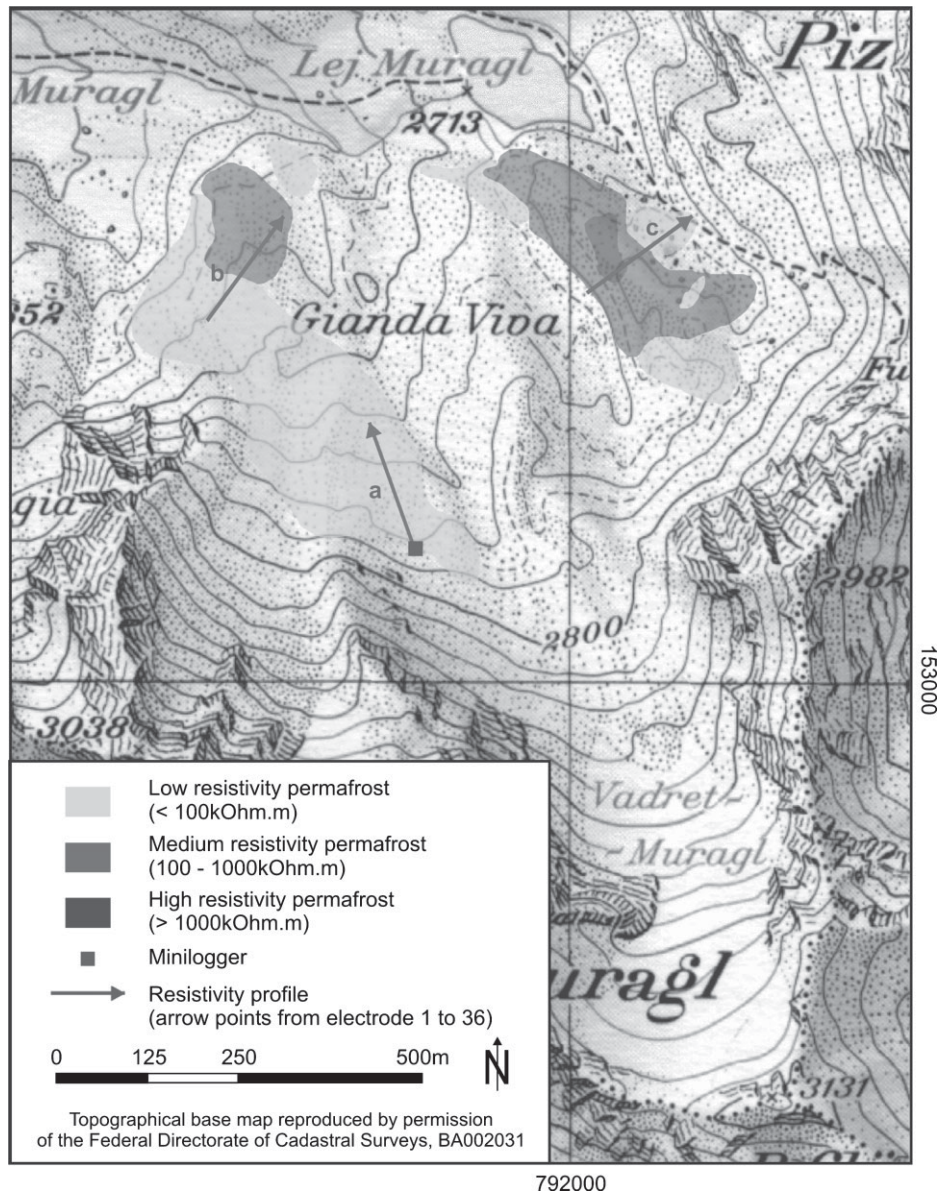 Piz
Lej Muragl
Muragl
2713
b
c
Gianda Viva
Fu
a
gia
2982
2800
153000
3038
Vadret-
-Muragl
uragl
3131
Low resistivity permafrost
(< 100kOhm.m)
Medium resistivity permafrost
(100 - 1000kOhm.m)
High resistivity permafrost
(> 1000kOhm.m)
Minilogger
Resistivity profile
(arrow points from electrode 1 to 36)
0 125 250 500m
N
Topographical base map reproduced by permission
of the Federal Directorate of Cadastral Surveys, BA002031
792000